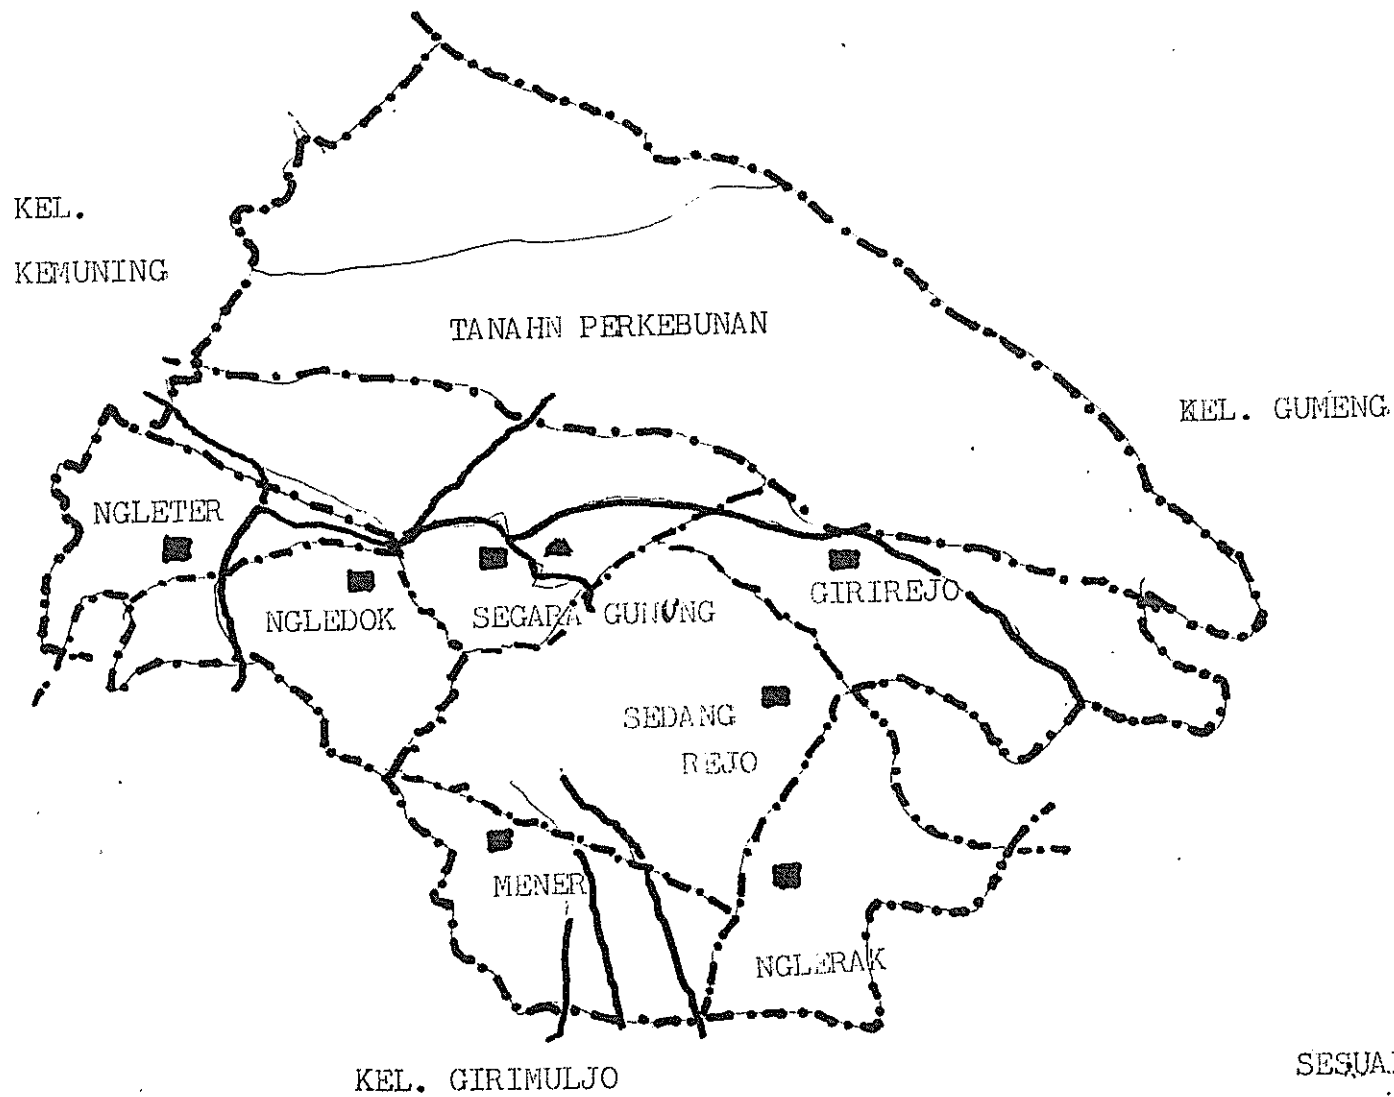 KEL.
KEMUNING
TANAHN PERKEBUNAN
KEL. GUMENG
NGLETER
NGLEDOK
SEGARA GUNUNG
GIRIREJO
SEDANG
REJO
MENER
NGLERAK
KEL. GIRIMULJO